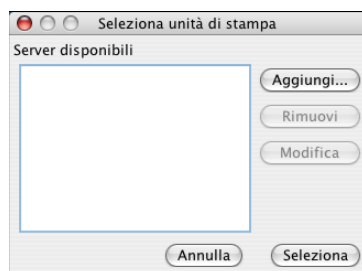 Seleziona unità di stampa
Server disponibili
Aggiungi...
Rimuovi
Modifica
Annulla Seleziona